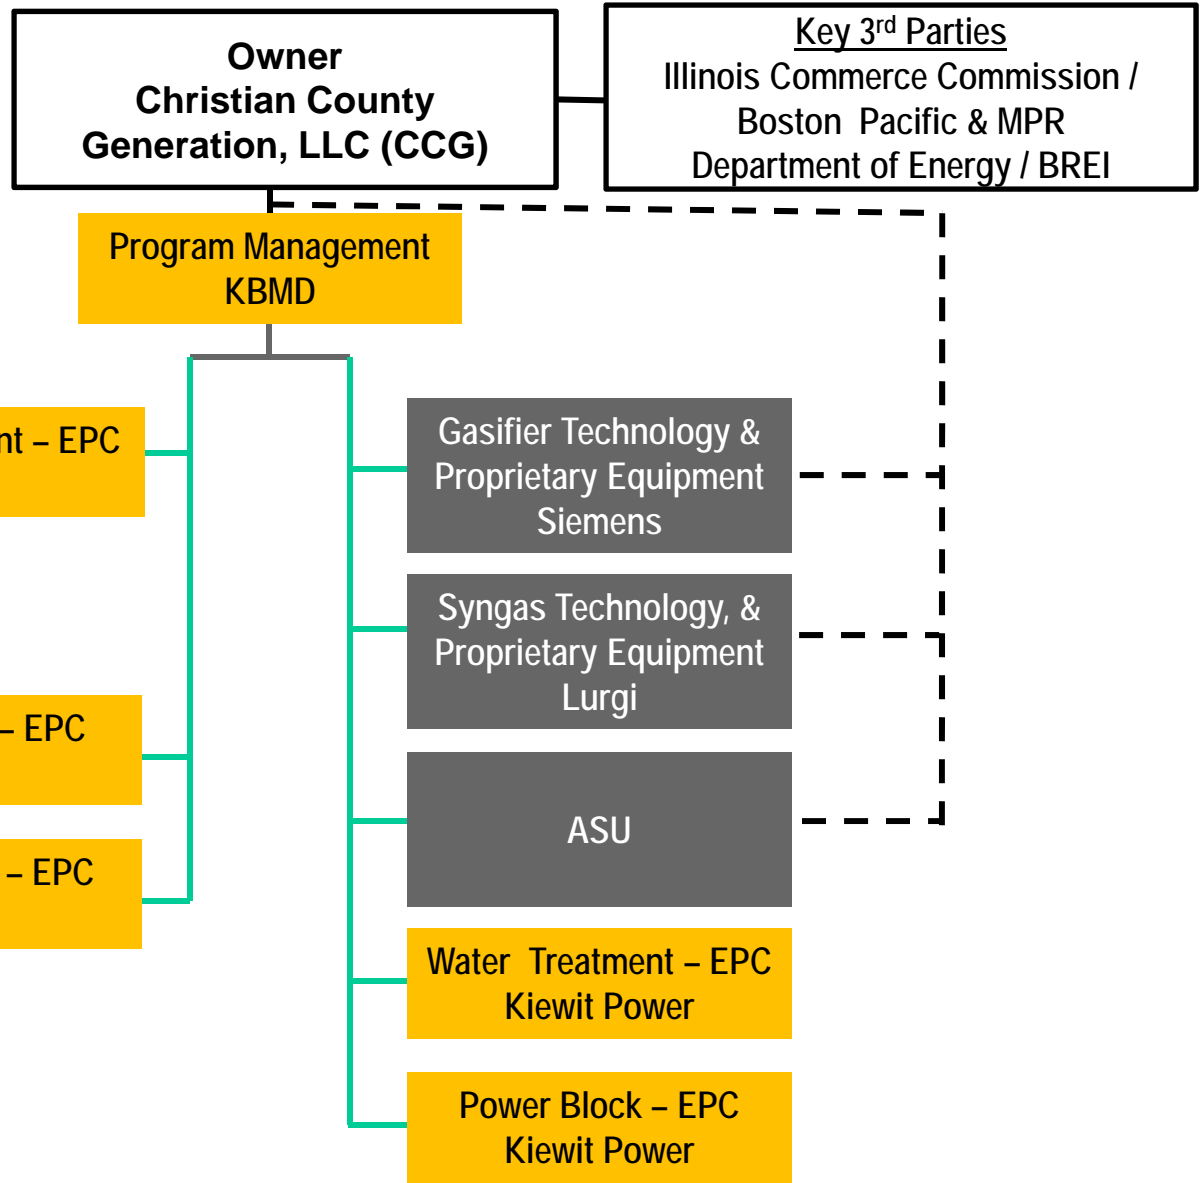 Owner
Christian County
Generation, LLC (CCG)
Key 3rd Parties
Illinois Commerce Commission /
Boston Pacific & MPR
Department of Energy / BREI
Program Management
KBMD
– EPC
Gasifier Technology &
Proprietary Equipment
Siemens
Syngas Technology, &
Proprietary Equipment
Lurgi
– EPC
ASU
– EPC
Water Treatment – EPC
Kiewit Power
Power Block – EPC
Kiewit Power